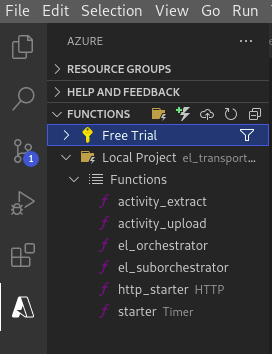 File Edit Selection View Go Run
AZURE ...
RESOURCE GROUPS
HELP AND FEEDBACK
FUNCTIONS
Free Trial
Local Project el_transport...
1
Functions
activity_extract
activity_upload
el_orchestrator
el_suborchestrator
http_starter HTTP
starter Timer